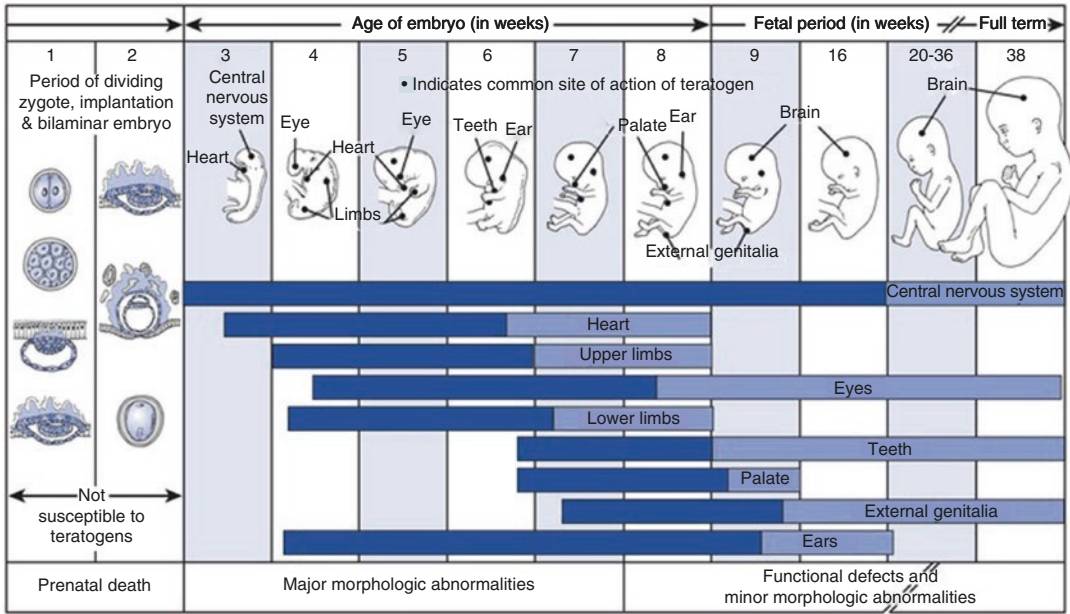 Age of embryo (in weeks)
Fetal period (in weeks)
Full term
1
2
3
4
5
6
7
8
9
16
20-36
38
Period of dividing
zygote, implantation
& bilaminar embryo
Central
nervous
system
• Indicates common site of action of teratogen
Heart
Eye
Heart
Limbs
Eye
Teeth
Ear
Palate
Ear
External genitalia
Brain
Brain
Central nervous system
Heart
Upper limbs
Eyes
Lower limbs
Teeth
Palate
External genitalia
Ears
Not
susceptible to
teratogens
Prenatal death
Major morphologic abnormalities
Functional defects and
minor morphologic abnormalities